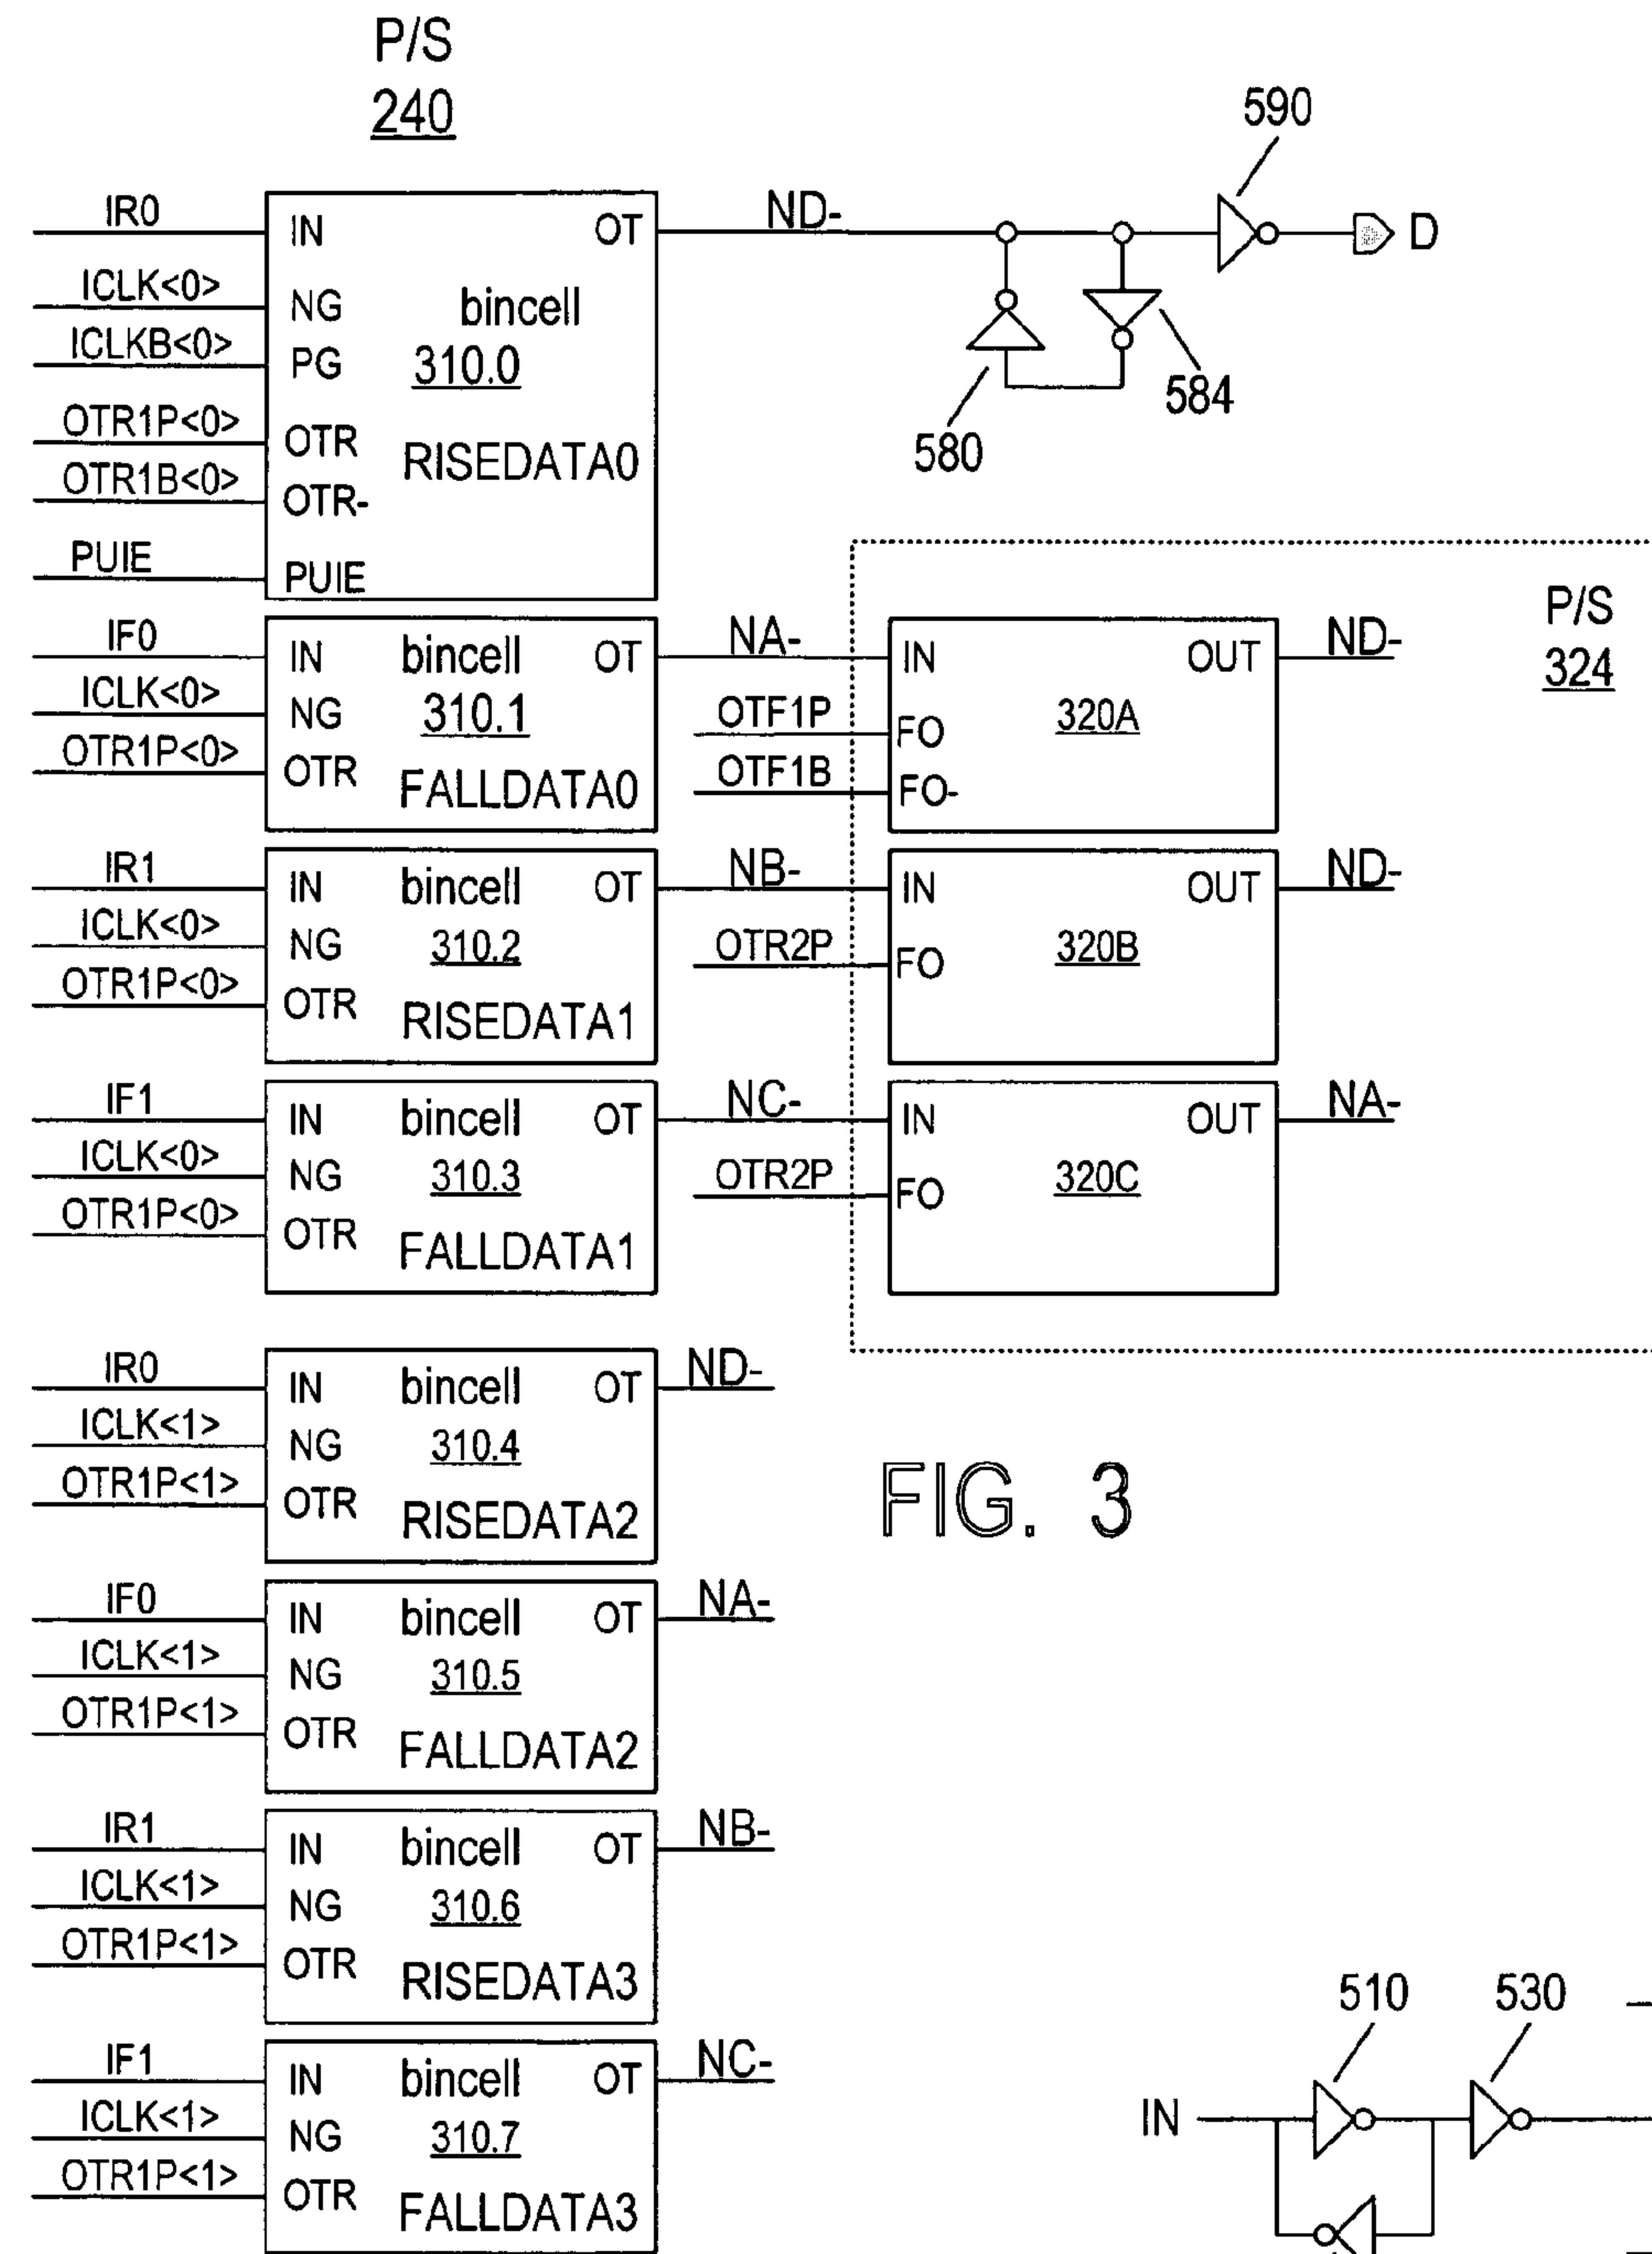 P/S
240
590
IR0
IN
OT
ND-
D
ICLK<0>
NG
bincell
ICLKB<0>
PG
310.0
584
OTR1P<0>
OTR
RISEDATA0
580
OTR1B<0>
OTR-
PUIE
PUIE
P/S
324
IF0
IN
bincell
OT
NA-
IN
OUT
ND-
ICLK<0>
NG
310.1
OTF1P
FO
320A
OTR1P<0>
OTR
FALLDATA0
OTF1B
FO-
IR1
IN
bincell
OT
NB-
IN
OUT
ND-
ICLK<0>
NG
310.2
OTR2P
FO
320B
OTR1P<0>
OTR
RISEDATA1
IF1
IN
bincell
OT
NC-
IN
OUT
NA-
ICLK<0>
NG
310.3
OTR2P
FO
320C
OTR1P<0>
OTR
FALLDATA1
IR0
IN
bincell
OT
ND-
ICLK<1>
NG
310.4
OTR1P<1>
OTR
RISEDATA2
FIG. 3
IF0
IN
bincell
OT
NA-
ICLK<1>
NG
310.5
OTR1P<1>
OTR
FALLDATA2
IR1
IN
bincell
OT
NB-
ICLK<1>
NG
310.6
OTR1P<1>
OTR
RISEDATA3
510
530
IF1
IN
bincell
OT
NC-
ICLK<1>
NG
310.7
IN
OTR1P<1>
OTR
FALLDATA3